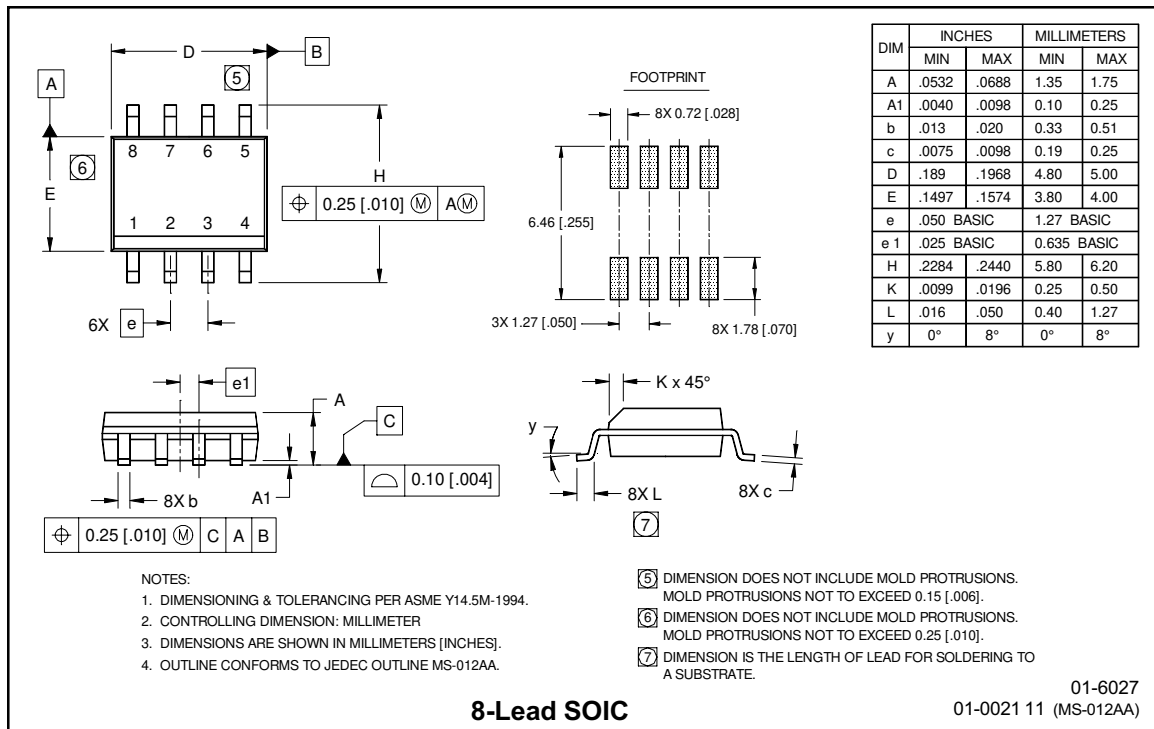 D
B
5
A
8 7 6 5
6
E
H
1 2 3 4
⌖ 0.25 [.010] Ⓜ AⓂ
6X e
FOOTPRINT
8X 0.72 [.028]
6.46 [.255]
3X 1.27 [.050]
8X 1.78 [.070]
DIM INCHES MILLIMETERS
MIN MAX MIN MAX
A .0532 .0688 1.35 1.75
A1 .0040 .0098 0.10 0.25
b .013 .020 0.33 0.51
c .0075 .0098 0.19 0.25
D .189 .1968 4.80 5.00
E .1497 .1574 3.80 4.00
e .050 BASIC 1.27 BASIC
e 1 .025 BASIC 0.635 BASIC
H .2284 .2440 5.80 6.20
K .0099 .0196 0.25 0.50
L .016 .050 0.40 1.27
y 0° 8° 0° 8°
e1
A
C
0.10 [.004]
A1
8X b
⌖ 0.25 [.010] Ⓜ C A B
K x 45°
y
8X L
7
8X c
NOTES:
1. DIMENSIONING & TOLERANCING PER ASME Y14.5M-1994.
2. CONTROLLING DIMENSION: MILLIMETER
3. DIMENSIONS ARE SHOWN IN MILLIMETERS [INCHES].
4. OUTLINE CONFORMS TO JEDEC OUTLINE MS-012AA.
5 DIMENSION DOES NOT INCLUDE MOLD PROTRUSIONS.
MOLD PROTRUSIONS NOT TO EXCEED 0.15 [.006].
6 DIMENSION DOES NOT INCLUDE MOLD PROTRUSIONS.
MOLD PROTRUSIONS NOT TO EXCEED 0.25 [.010].
7 DIMENSION IS THE LENGTH OF LEAD FOR SOLDERING TO
A SUBSTRATE.
8-Lead SOIC
01-6027
01-0021 11 (MS-012AA)